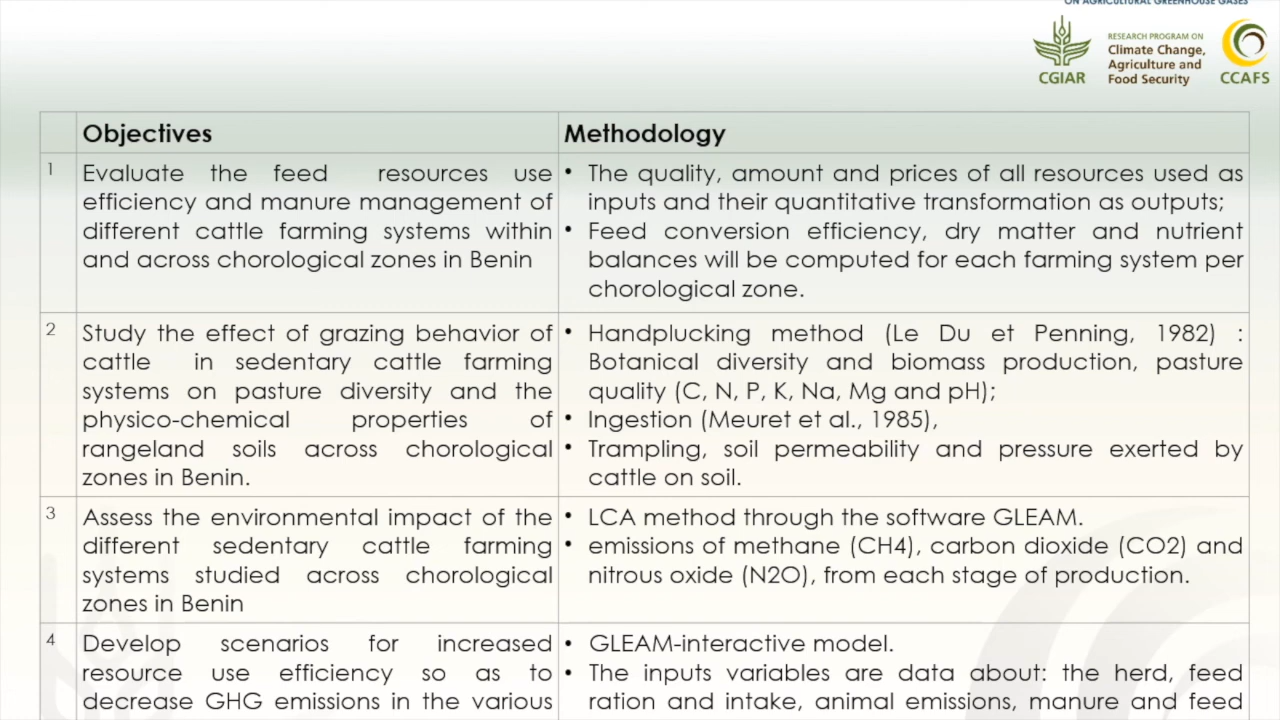 ON AGRICULTURAL GREENHOUSE GASES
RESEARCH PROGRAM ON
Climate Change,
Agriculture and
Food Security
CGIAR
CCAFS
Objectives
Methodology
1
Evaluate the feed resources use
efficiency and manure management of
different cattle farming systems within
and across chorological zones in Benin
• The quality, amount and prices of all resources used as
inputs and their quantitative transformation as outputs;
• Feed conversion efficiency, dry matter and nutrient
balances will be computed for each farming system per
chorological zone.
2
Study the effect of grazing behavior of
cattle in sedentary cattle farming
systems on pasture diversity and the
physico-chemical properties of
rangeland soils across chorological
zones in Benin.
• Handplucking method (Le Du et Penning, 1982) :
Botanical diversity and biomass production, pasture
quality (C, N, P, K, Na, Mg and pH);
• Ingestion (Meuret et al., 1985),
• Trampling, soil permeability and pressure exerted by
cattle on soil.
3
Assess the environmental impact of the
different sedentary cattle farming
systems studied across chorological
zones in Benin
• LCA method through the software GLEAM.
• emissions of methane (CH4), carbon dioxide (CO2) and
nitrous oxide (N2O), from each stage of production.
4
Develop scenarios for increased
resource use efficiency so as to
decrease GHG emissions in the various
• GLEAM-interactive model.
• The inputs variables are data about: the herd, feed
ration and intake, animal emissions, manure and feed